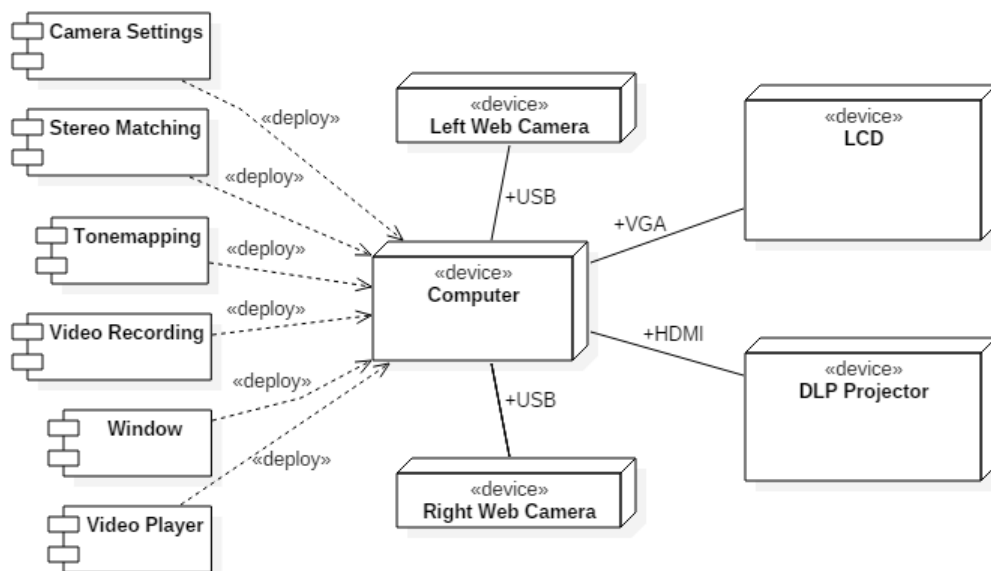 Camera Settings
Stereo Matching
Tonemapping
Video Recording
Window
Video Player
«deploy»
«deploy»
«deploy»
«deploy»
«deploy»
«deploy»
«device»
Left Web Camera
+USB
«device»
Computer
+USB
«device»
Right Web Camera
+VGA
«device»
LCD
+HDMI
«device»
DLP Projector